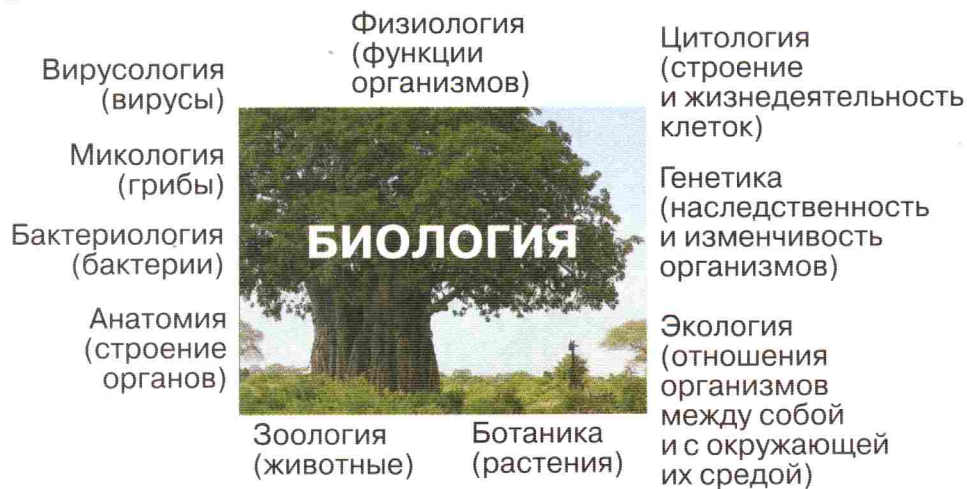 Физиология
(функции
организмов)
Вирусология
(вирусы)
Микология
(грибы)
Бактериология
(бактерии)
Анатомия
(строение
органов)
БИОЛОГИЯ
Цитология
(строение
и жизнедеятельность
клеток)
Генетика
(наследственность
и изменчивость
организмов)
Экология
(отношения
организмов
между собой
и с окружающей
их средой)
Зоология
(животные)
Ботаника
(растения)